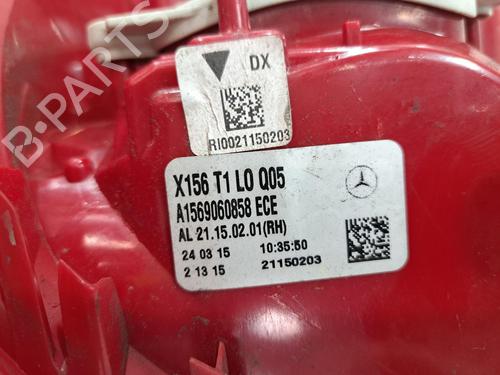 DX
RI0021150203
X156 T1 LO Q05
A1569060858 ECE
AL 21.15.02.01(RH)
24 03 15 10:35:50
2 13 15 21150203
B-PARTS